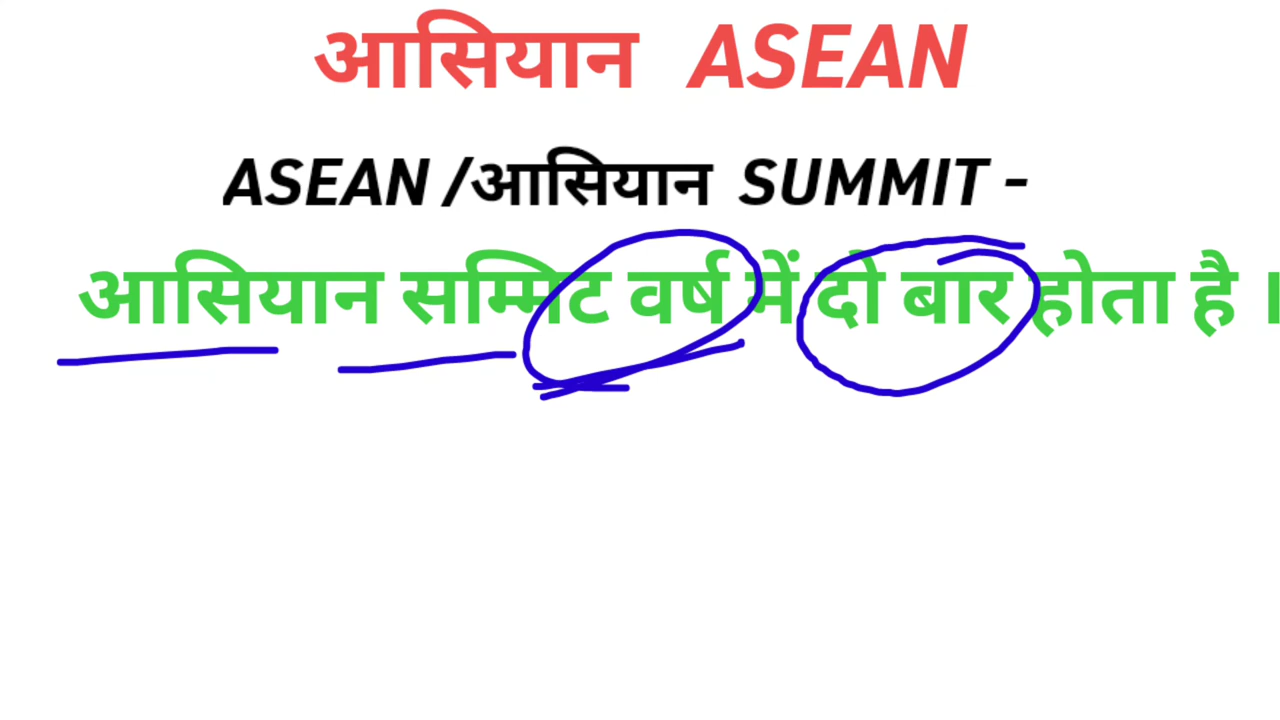 आसियान ASEAN
ASEAN /आसियान SUMMIT -
आसियान सम्मिट वर्ष में दो बार होता है ।